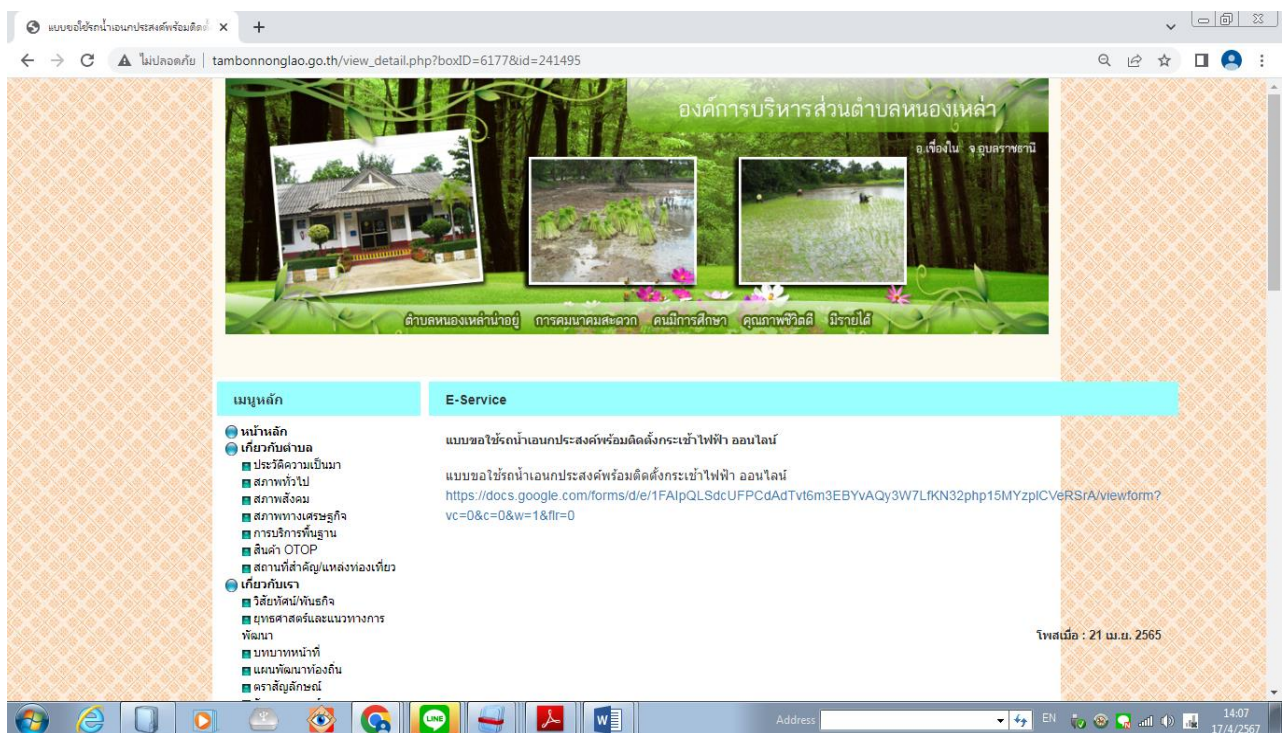 แบบขอใช้รถน้ำเอนกประสงค์พร้อมติดตั้
ไม่ปลอดภัย
tambonnonglao.go.th/view_detail.php?boxID=6177&id=241495
องค์การบริหารส่วนตำบลหนองเหล่า
อ.เขื่องใน จ.อุบลราชธานี
ตำบลหนองเหล่าน่าอยู่ การคมนาคมสะดวก คนมีการศึกษา คุณภาพชีวิตดี มีรายได้
เมนูหลัก
หน้าหลัก
เกี่ยวกับตำบล
ประวัติความเป็นมา
สภาพทั่วไป
สภาพสังคม
สภาพทางเศรษฐกิจ
การบริการพื้นฐาน
สินค้า OTOP
สถานที่สำคัญ/แหล่งท่องเที่ยว
เกี่ยวกับเรา
วิสัยทัศน์/พันธกิจ
ยุทธศาสตร์และแนวทางการ
พัฒนา
บทบาทหน้าที่
แผนพัฒนาท้องถิ่น
ตราสัญลักษณ์
E-Service
แบบขอใช้รถน้ำเอนกประสงค์พร้อมติดตั้งกระเช้าไฟฟ้า ออนไลน์
แบบขอใช้รถน้ำเอนกประสงค์พร้อมติดตั้งกระเช้าไฟฟ้า ออนไลน์
https://docs.google.com/forms/d/e/1FAIpQLSdcUFPCdAdTvt6m3EBYvAQy3W7LfKN32php15MYzpICVeRSrA/viewform?
vc=0&c=0&w=1&flr=0
โพสเมื่อ : 21 เม.ย. 2565
LINE
Address
EN
14:07
17/4/2567